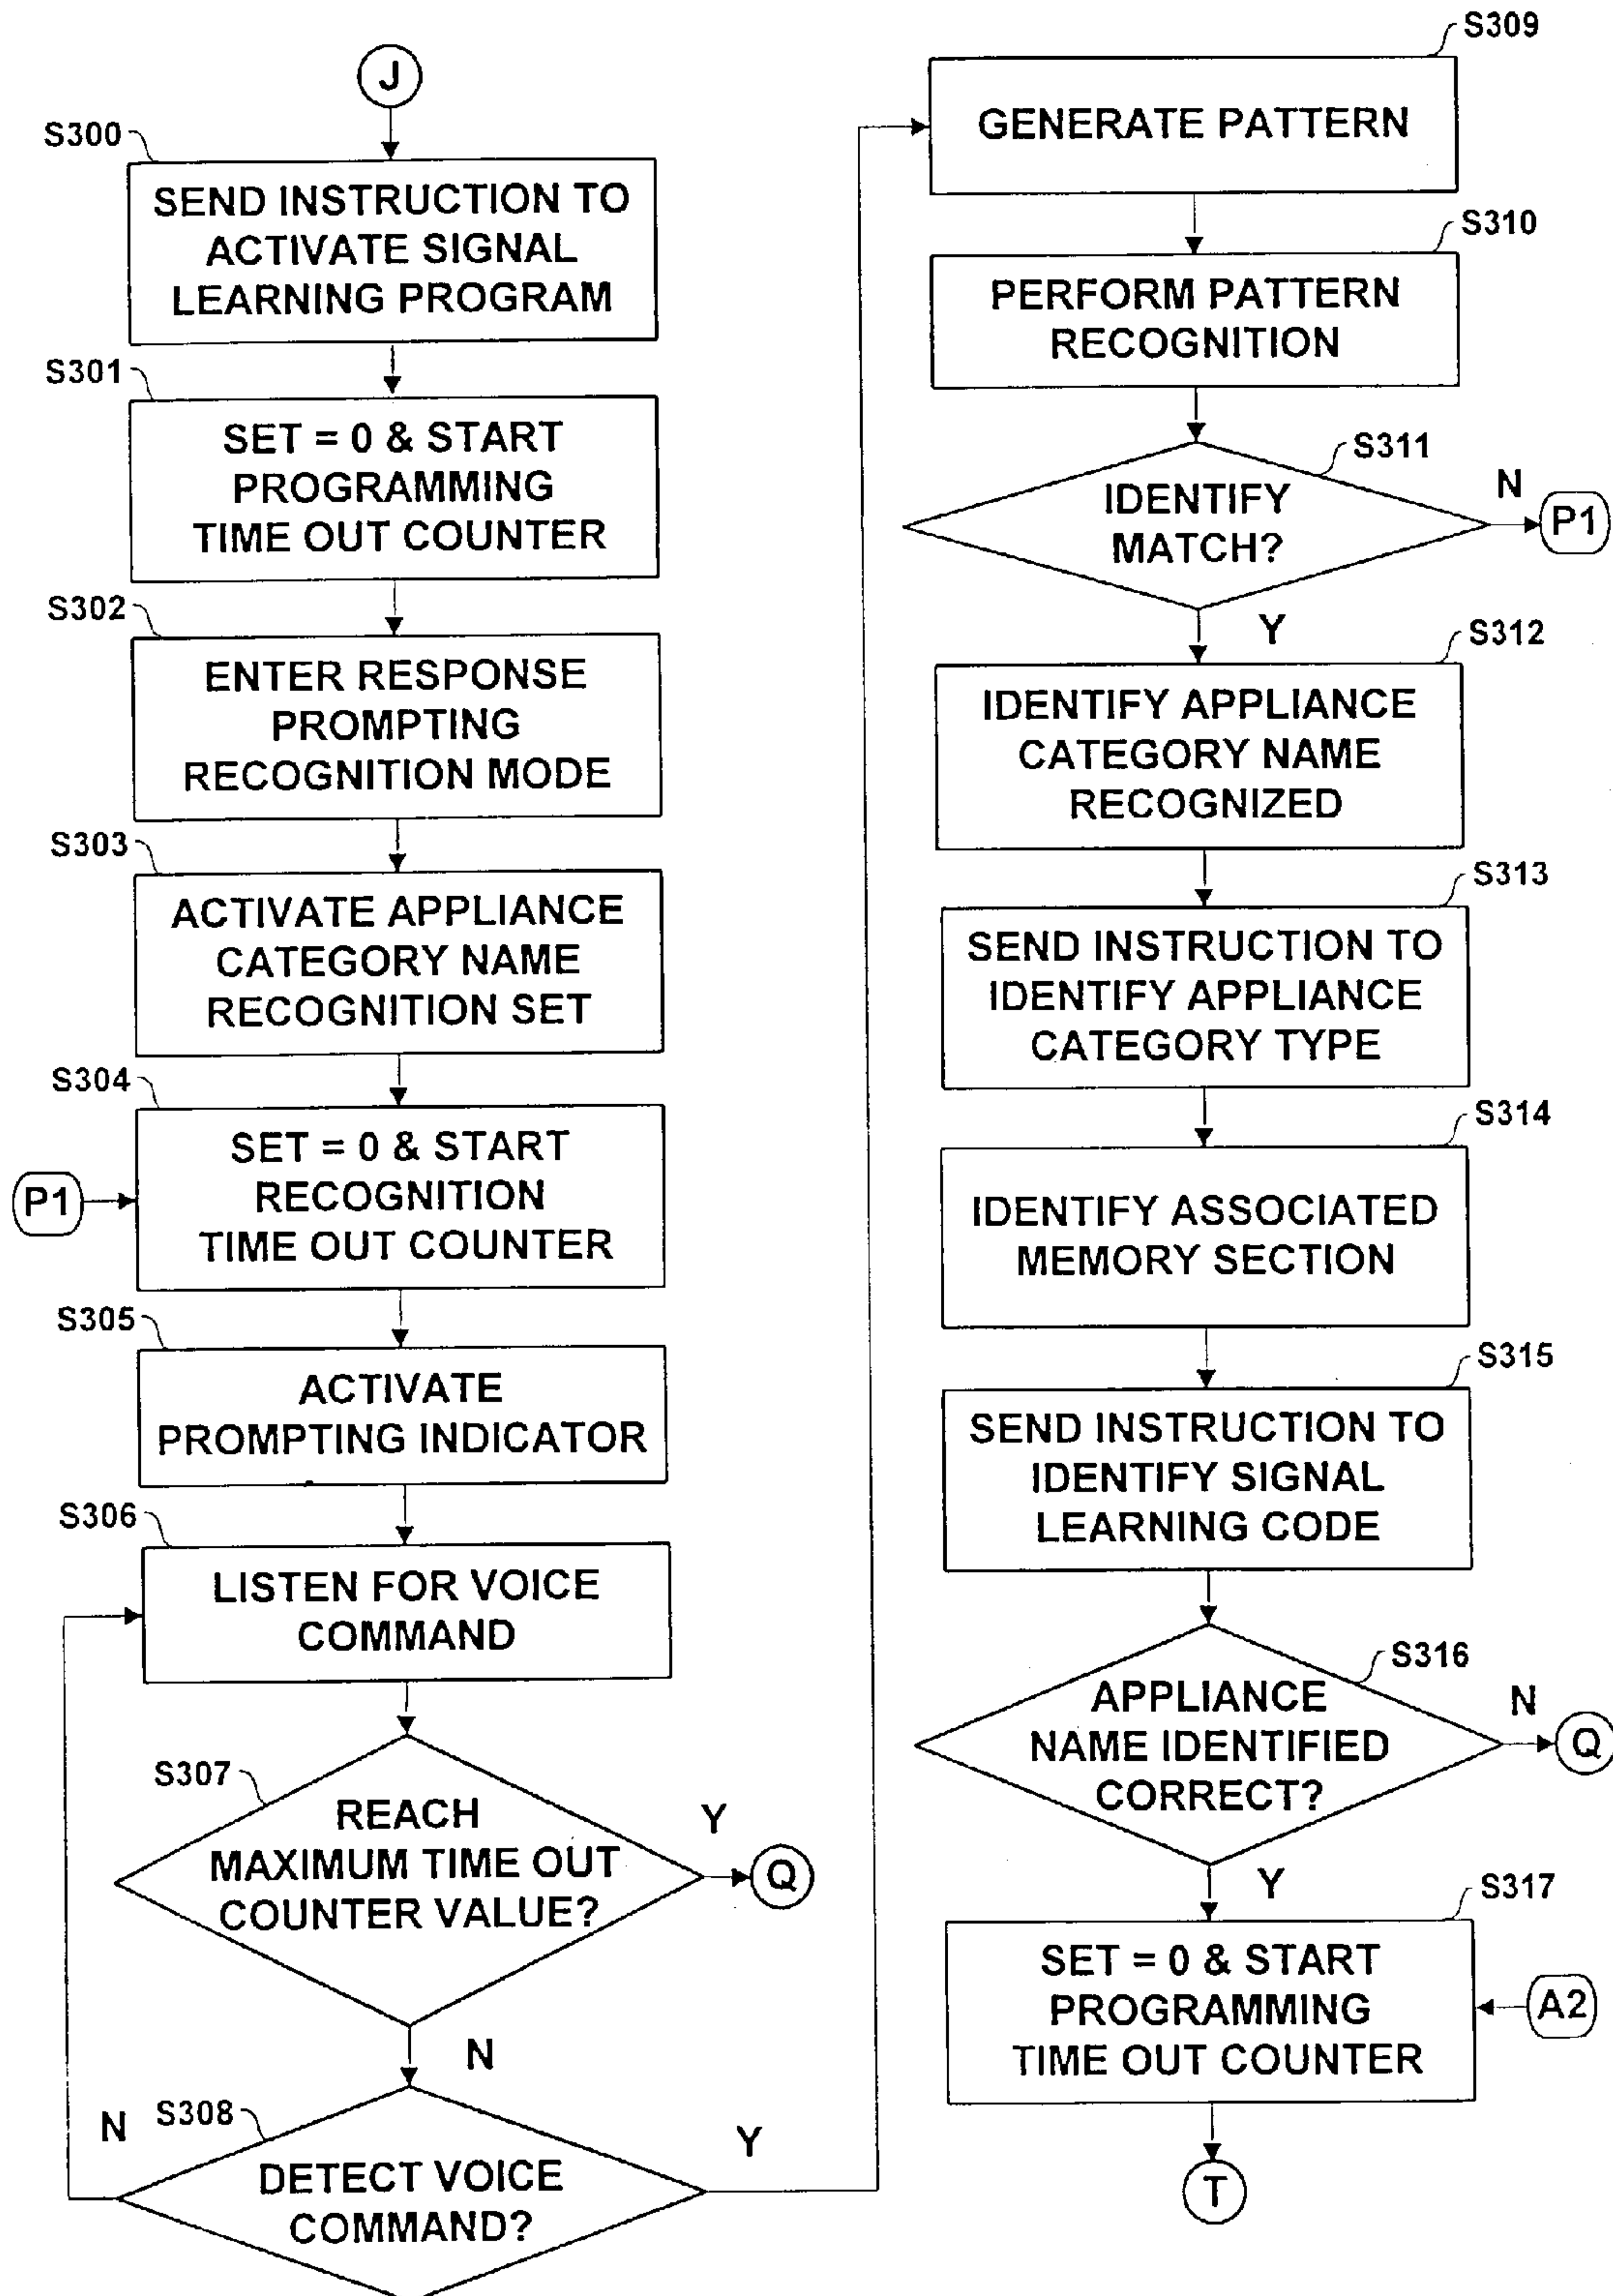 J
S300
SEND INSTRUCTION TO
ACTIVATE SIGNAL
LEARNING PROGRAM
S301
SET = 0 & START
PROGRAMMING
TIME OUT COUNTER
S302
ENTER RESPONSE
PROMPTING
RECOGNITION MODE
S303
ACTIVATE APPLIANCE
CATEGORY NAME
RECOGNITION SET
S304
SET = 0 & START
RECOGNITION
TIME OUT COUNTER
P1
S305
ACTIVATE
PROMPTING INDICATOR
S306
LISTEN FOR VOICE
COMMAND
S307
REACH
MAXIMUM TIME OUT
COUNTER VALUE?
Y
Q
N
S308
N
DETECT VOICE
COMMAND?
Y
S309
GENERATE PATTERN
S310
PERFORM PATTERN
RECOGNITION
S311
IDENTIFY
MATCH?
N
P1
Y
S312
IDENTIFY APPLIANCE
CATEGORY NAME
RECOGNIZED
S313
SEND INSTRUCTION TO
IDENTIFY APPLIANCE
CATEGORY TYPE
S314
IDENTIFY ASSOCIATED
MEMORY SECTION
S315
SEND INSTRUCTION TO
IDENTIFY SIGNAL
LEARNING CODE
S316
APPLIANCE
NAME IDENTIFIED
CORRECT?
N
Q
Y
S317
SET = 0 & START
PROGRAMMING
TIME OUT COUNTER
A2
T